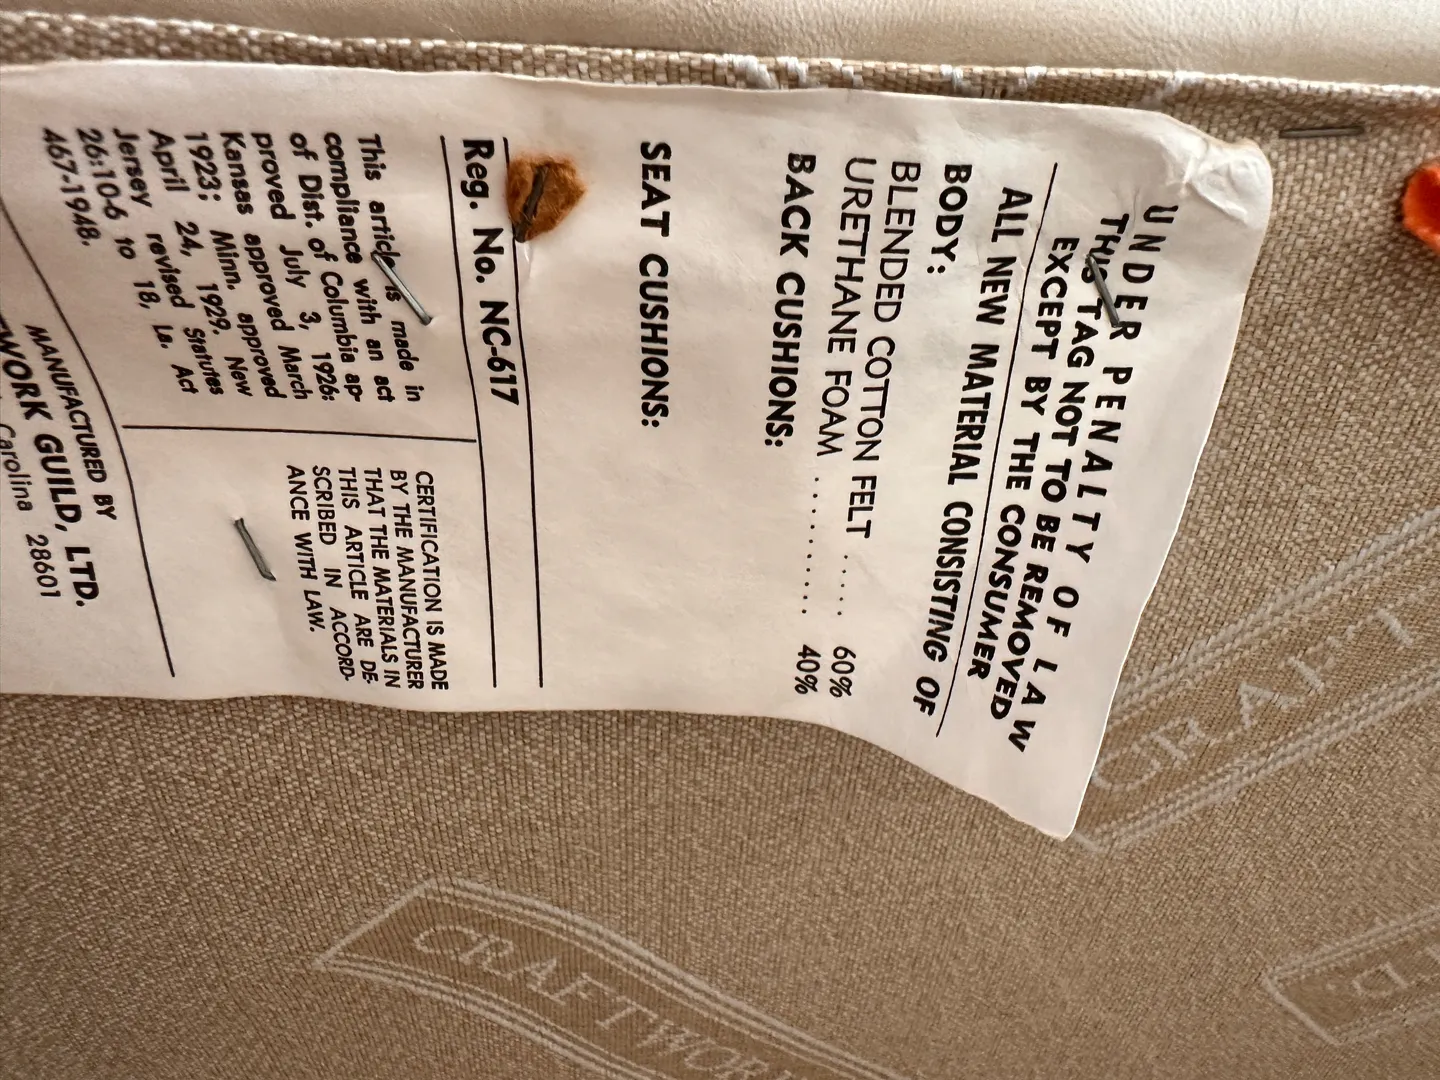 UNDER PENALTY OF LAW
THIS TAG NOT TO BE REMOVED
EXCEPT BY THE CONSUMER
ALL NEW MATERIAL CONSISTING OF
BODY:
BLENDED COTTON FELT ..... 60%
URETHANE FOAM .......... 40%
BACK CUSHIONS:
SEAT CUSHIONS:
Reg. No. NC-617
This article is made in
compliance with an act
of Dist. of Columbia ap-
proved July 3, 1926:
Kansas approved March
1923; Minn. approved
April 24, 1929. New
Jersey revised Statutes
26:10-6 to 18, La. Act
467-1948.
CERTIFICATION IS MADE
BY THE MANUFACTURER
THAT THE MATERIALS IN
THIS ARTICLE ARE DE-
SCRIBED IN ACCORD-
ANCE WITH LAW.
MANUFACTURED BY
WORK GUILD, LTD.
Carolina 28601
CRAFT
CRAFTWOR